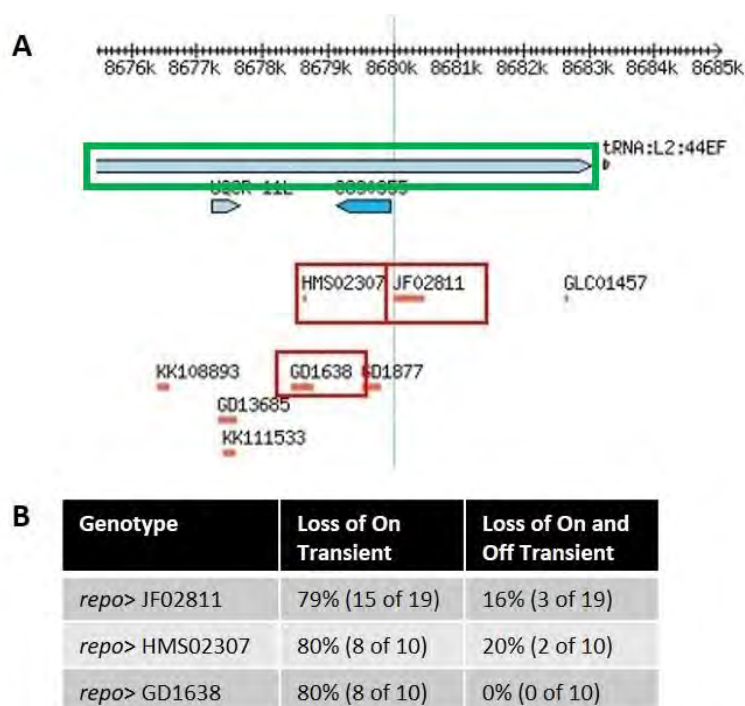 A
8676k 8677k 8678k 8679k 8680k 8681k 8682k 8683k 8684k 8685k
tRNA:L2:44EF
HMS02307 JF02811 GLC01457
KK108893 GD1638 GD1877
GD13685
KK111533
B
Genotype Loss of On Transient Loss of On and Off Transient
repo> JF02811 79% (15 of 19) 16% (3 of 19)
repo> HMS02307 80% (8 of 10) 20% (2 of 10)
repo> GD1638 80% (8 of 10) 0% (0 of 10)